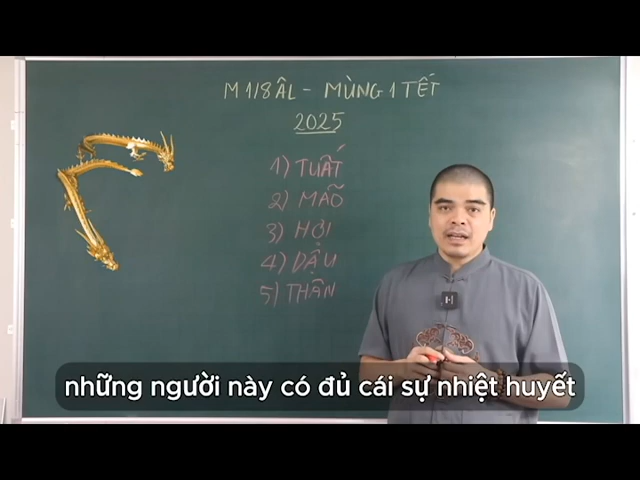 M 1/8 ÂL - MÙNG 1 TẾT
2025
1) TUẤT
2) MÃO
3) HỢI
4) DẬU
5) THÂN
những người này có đủ cái sự nhiệt huyết